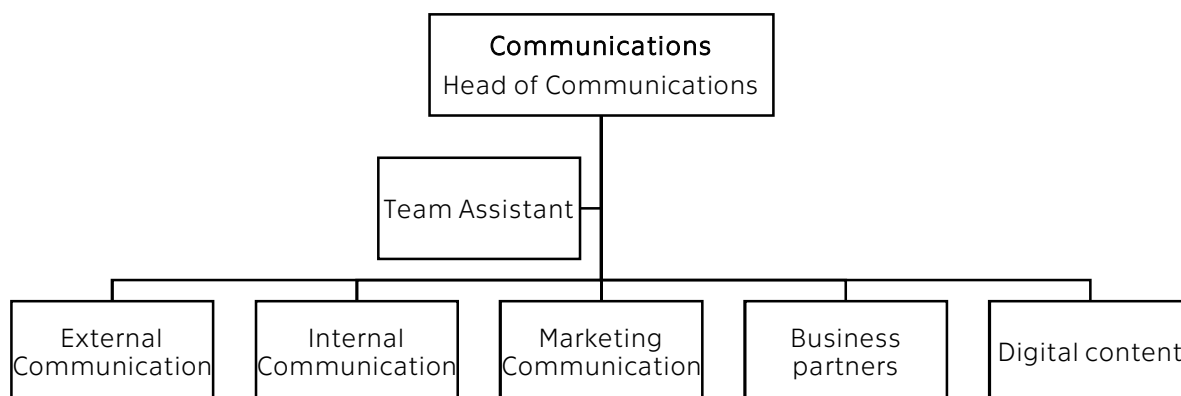 Communications
Head of Communications
Team Assistant
External
Communication
Internal
Communication
Marketing
Communication
Business
partners
Digital content